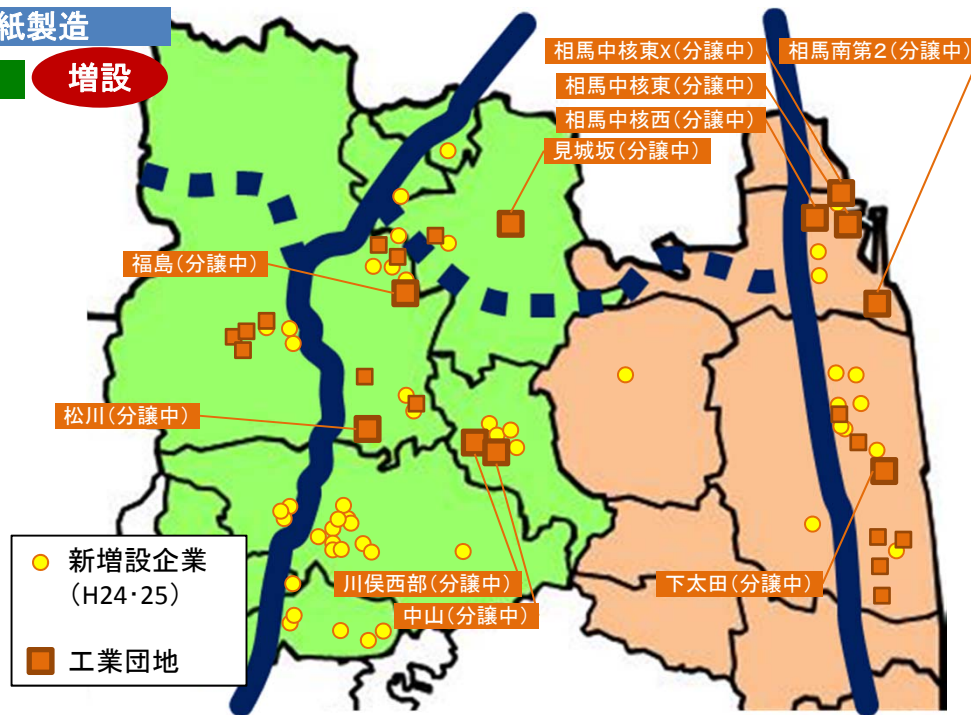 紙製造
増設
相馬中核東X(分譲中)
相馬南第2(分譲中)
相馬中核東(分譲中)
相馬中核西(分譲中)
見城坂(分譲中)
福島(分譲中)
松川(分譲中)
川俣西部(分譲中)
下太田(分譲中)
中山(分譲中)
新増設企業
(H24･25)
工業団地